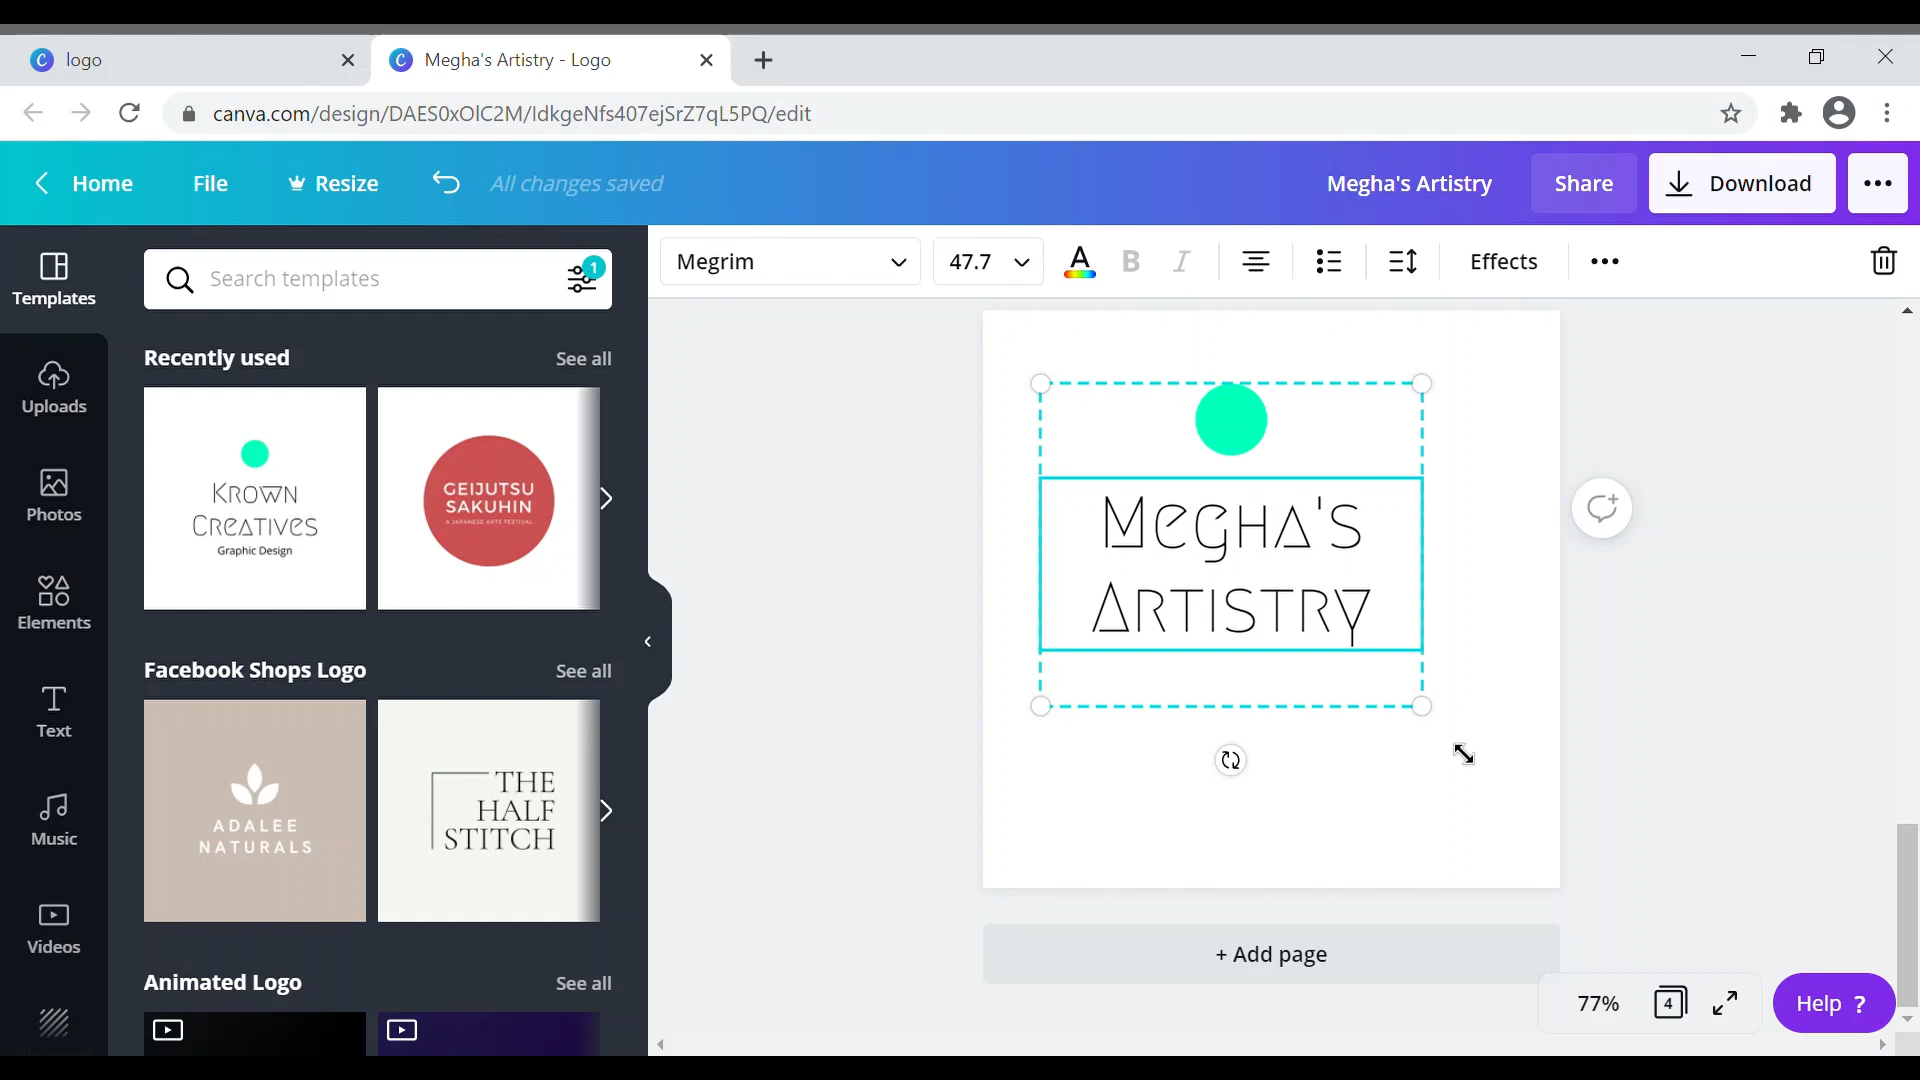 logo
Megha's Artistry - Logo
canva.com/design/DAES0xOlC2M/IdkgeNfs407ejSrZ7qL5PQ/edit
Home
File
Resize
All changes saved
Megha's Artistry
Share
Download
Templates
Uploads
Photos
Elements
Text
Music
Videos
Search templates
1
Recently used
See all
KROWN
CREATIVES
Graphic Design
GEIJUTSU
SAKUHIN
A JAPANESE ARTS FESTIVAL
Facebook Shops Logo
See all
ADALEE
NATURALS
THE
HALF
STITCH
Animated Logo
See all
Megrim
47.7
A
B
I
Effects
MEGHA'S
ARTISTRY
+ Add page
77%
4
Help ?